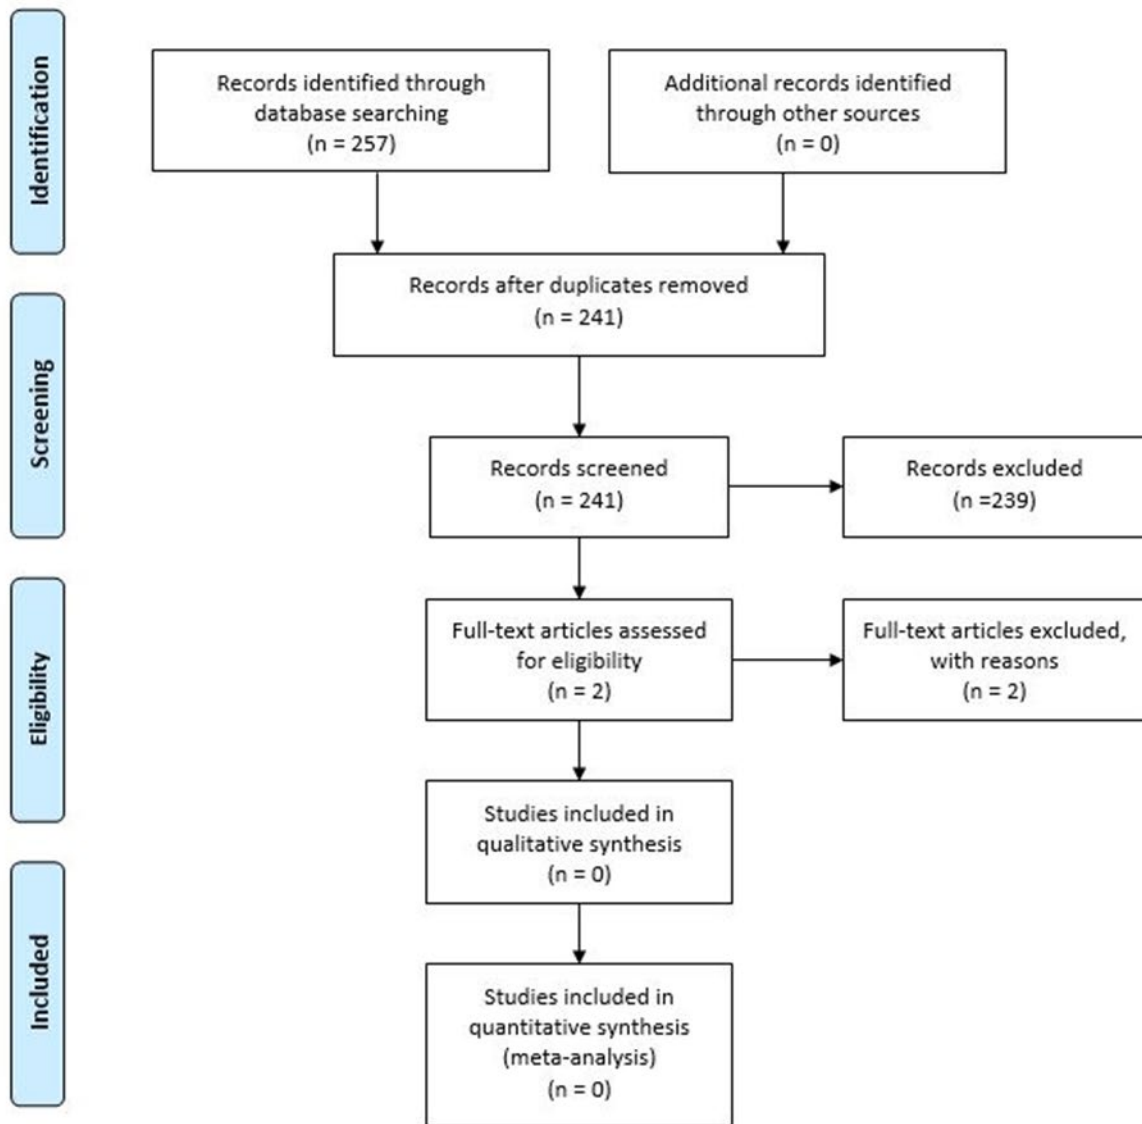 Identification
Records identified through
database searching
(n = 257)
Additional records identified
through other sources
(n = 0)
Records after duplicates removed
(n = 241)
Screening
Records screened
(n = 241)
Records excluded
(n =239)
Eligibility
Full-text articles assessed
for eligibility
(n = 2)
Full-text articles excluded,
with reasons
(n = 2)
Studies included in
qualitative synthesis
(n = 0)
Included
Studies included in
quantitative synthesis
(meta-analysis)
(n = 0)